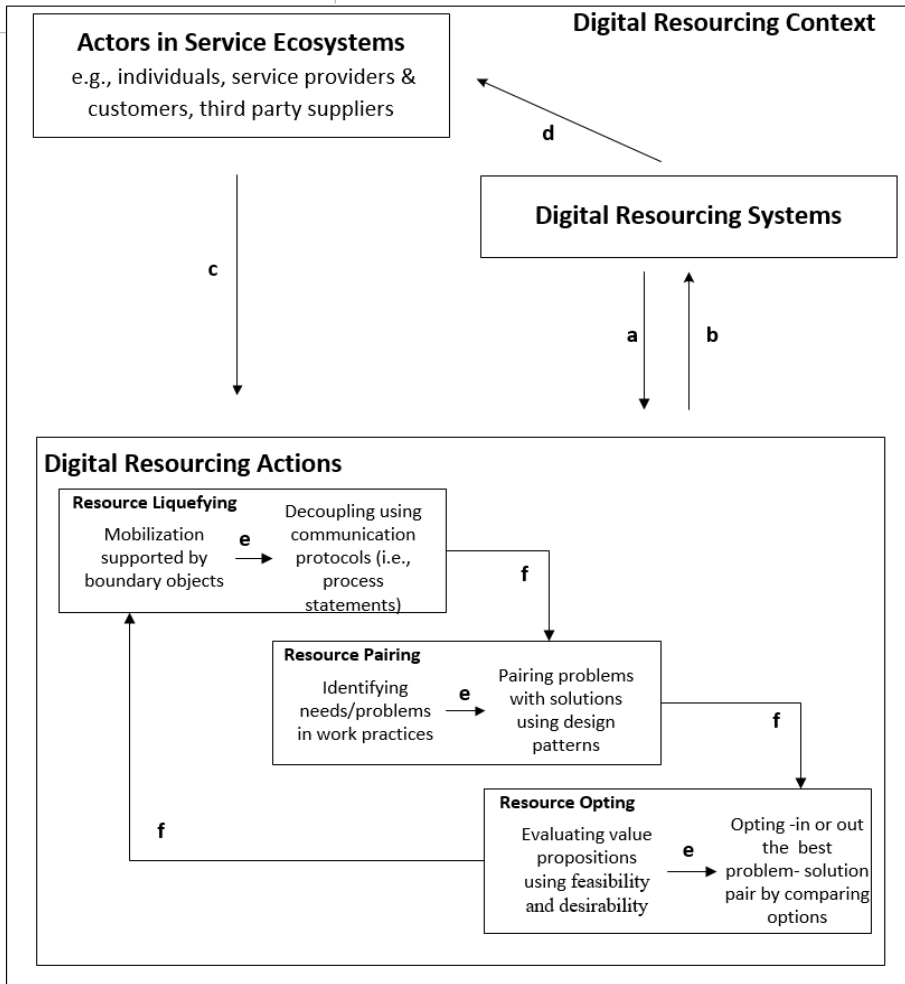 Digital Resourcing Context
Actors in Service Ecosystems
e.g., individuals, service providers &
customers, third party suppliers
d
Digital Resourcing Systems
c
a
b
Digital Resourcing Actions
Resource Liquefying
Mobilization
supported by
boundary objects
e
Decoupling using
communication
protocols (i.e.,
process
statements)
f
Resource Pairing
Identifying
needs/problems
in work practices
e
Pairing problems
with solutions
using design
patterns
f
Resource Opting
Evaluating value
propositions
using feasibility
and desirability
e
Opting -in or out
the best
problem- solution
pair by comparing
options
f